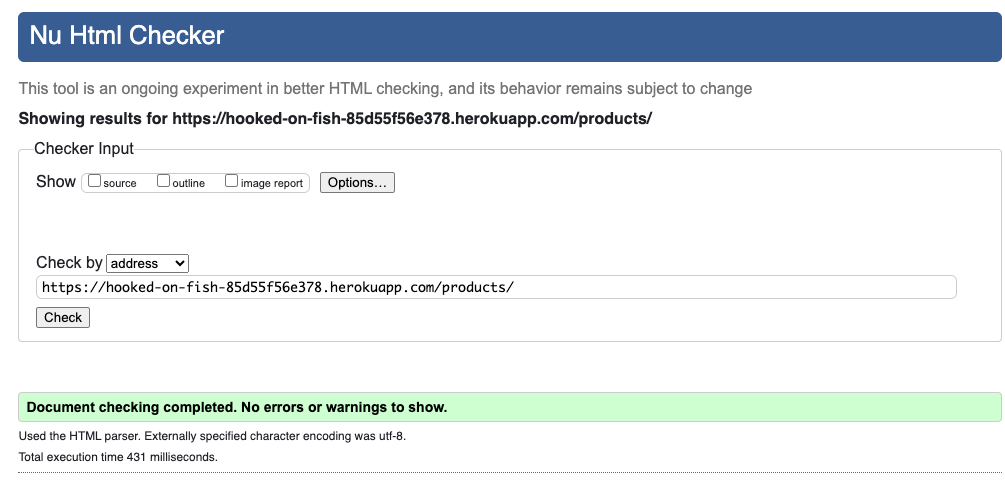 Nu Html Checker
This tool is an ongoing experiment in better HTML checking, and its behavior remains subject to change
Showing results for https://hooked-on-fish-85d55f56e378.herokuapp.com/products/
Checker Input
Show source outline image report Options...
Check by address
https://hooked-on-fish-85d55f56e378.herokuapp.com/products/
Check
Document checking completed. No errors or warnings to show.
Used the HTML parser. Externally specified character encoding was utf-8.
Total execution time 431 milliseconds.